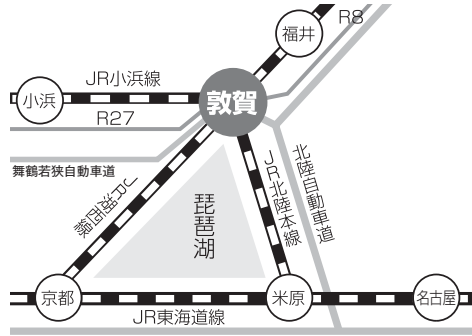 R8
福井
JR小浜線
小浜
敦賀
R27
舞鶴若狭自動車道
JR湖西線
琵琶湖
JR北陸本線
北陸自動車道
京都
米原
名古屋
JR東海道線